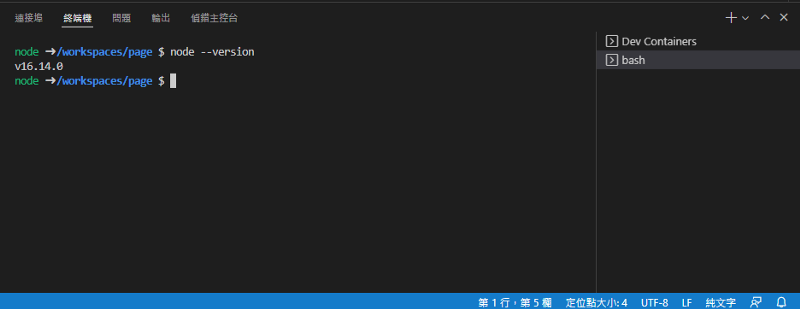 連接埠 終端機 問題 輸出 偵錯主控台
node ➜/workspaces/page $ node --version
v16.14.0
node ➜/workspaces/page $
Dev Containers
bash
第 1 行，第 5 欄 定位點大小: 4 UTF-8 LF 純文字